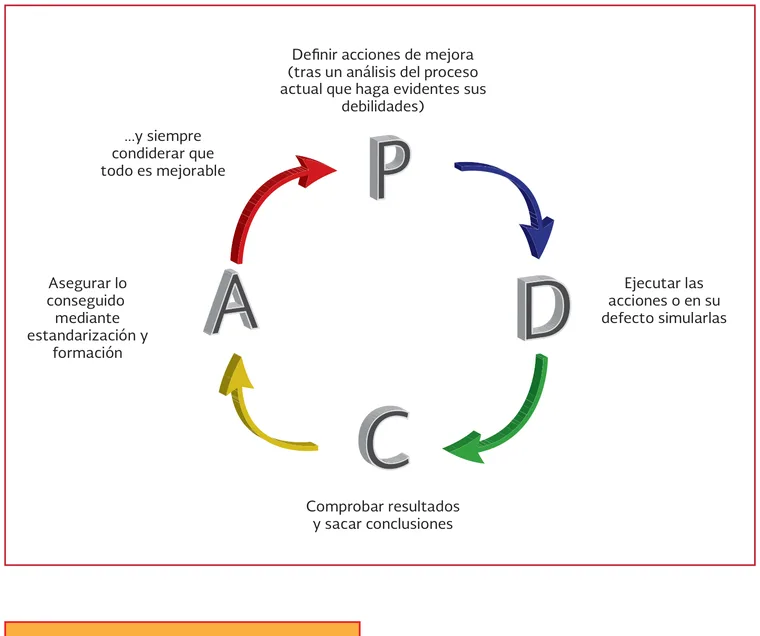 Definir acciones de mejora
(tras un análisis del proceso
actual que haga evidentes sus
debilidades)
...y siempre
condiderar que
todo es mejorable
P
Asegurar lo
conseguido
mediante
estandarización y
formación
A
D
Ejecutar las
acciones o en su
defecto simularlas
C
Comprobar resultados
y sacar conclusiones